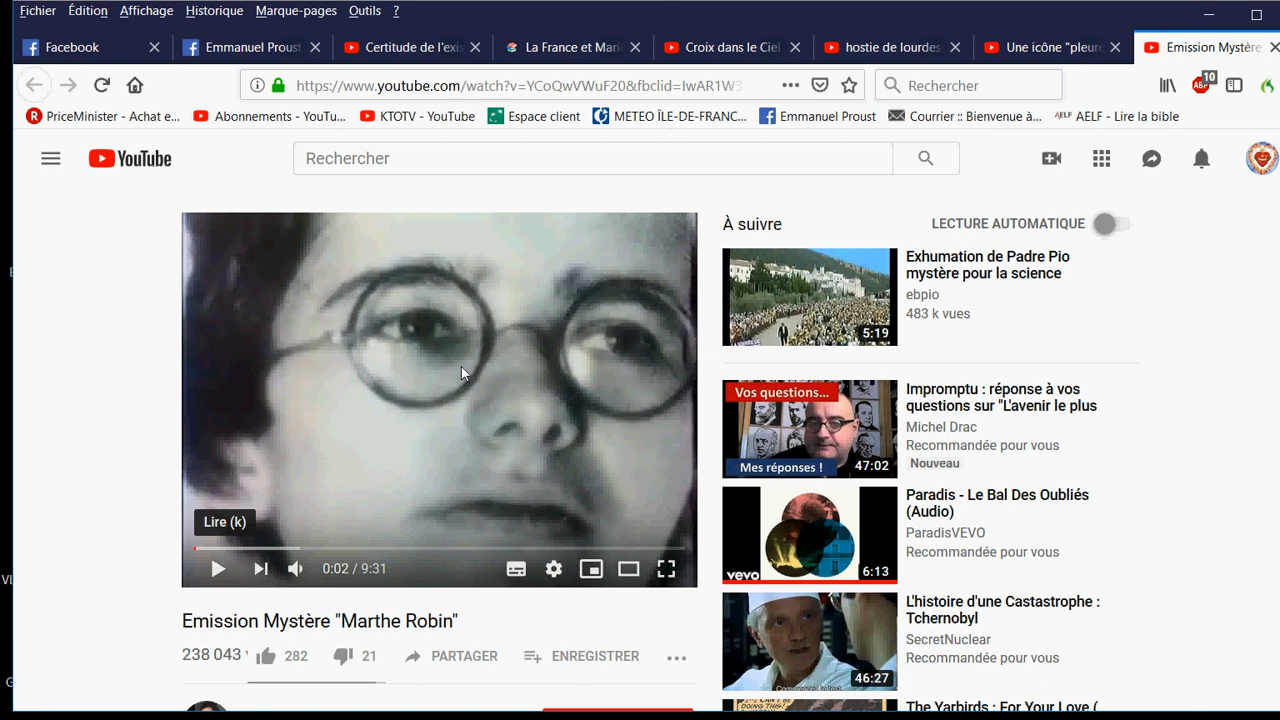 Fichier Édition Affichage Historique Marque-pages Outils ?
Facebook Emmanuel Proust Certitude de l'exis La France et Marie Croix dans le Ciel hostie de lourdes Une icône "pleure Emission Mystère
https://www.youtube.com/watch?v=YCoQwVWuF20&fbclid=IwAR1W3 Rechercher 10
PriceMinister - Achat e... Abonnements - YouTu... KTOTV - YouTube Espace client METEO ÎLE-DE-FRANC... Emmanuel Proust Courrier :: Bienvenue à... AELF AELF - Lire la bible
YouTube Rechercher
À suivre LECTURE AUTOMATIQUE
Exhumation de Padre Pio
mystère pour la science
ebpio
483 k vues
5:19
Vos questions...
Mes réponses !
47:02
Impromptu : réponse à vos
questions sur "L'avenir le plus
Michel Drac
Recommandée pour vous
Nouveau
vevo
6:13
Paradis - Le Bal Des Oubliés
(Audio)
ParadisVEVO
Recommandée pour vous
46:27
L'histoire d'une Castastrophe :
Tchernobyl
SecretNuclear
Recommandée pour vous
The Yarbirds : For Your Love (
Lire (k)
0:02 / 9:31
Emission Mystère "Marthe Robin"
238 043 282 21 PARTAGER ENREGISTRER